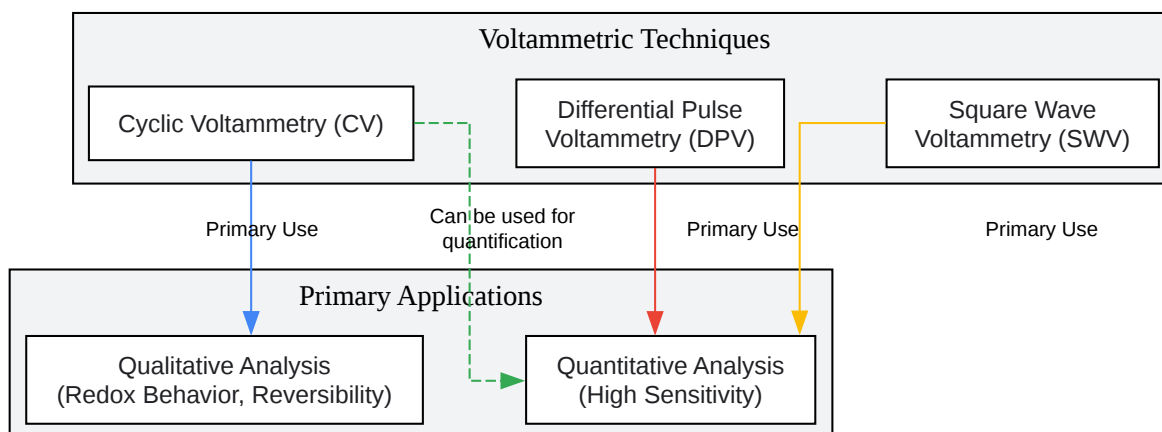 Voltammetric Techniques
Cyclic Voltammetry (CV)
Differential Pulse
Voltammetry (DPV)
Square Wave
Voltammetry (SWV)
Primary Use
Can be used for
quantification
Primary Use
Primary Use
Primary Applications
Qualitative Analysis
(Redox Behavior, Reversibility)
Quantitative Analysis
(High Sensitivity)